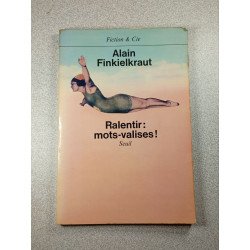 Fiction & Cie
Alain
Finkielkraut
Ralentir:
mots-valises!
Seuil